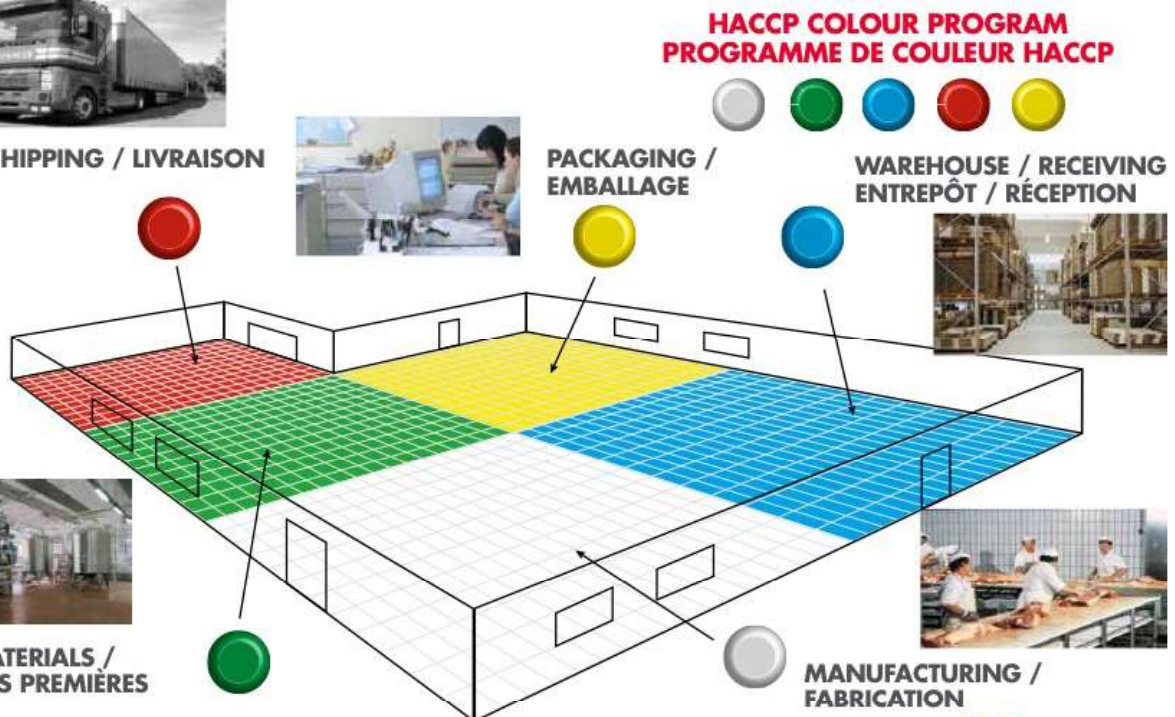 HACCP COLOUR PROGRAM
PROGRAMME DE COULEUR HACCP
HIPPING / LIVRAISON
PACKAGING /
EMBALLAGE
WAREHOUSE / RECEIVING
ENTREPÔT / RÉCEPTION
ATERIALS /
S PREMIÈRES
MANUFACTURING /
FABRICATION